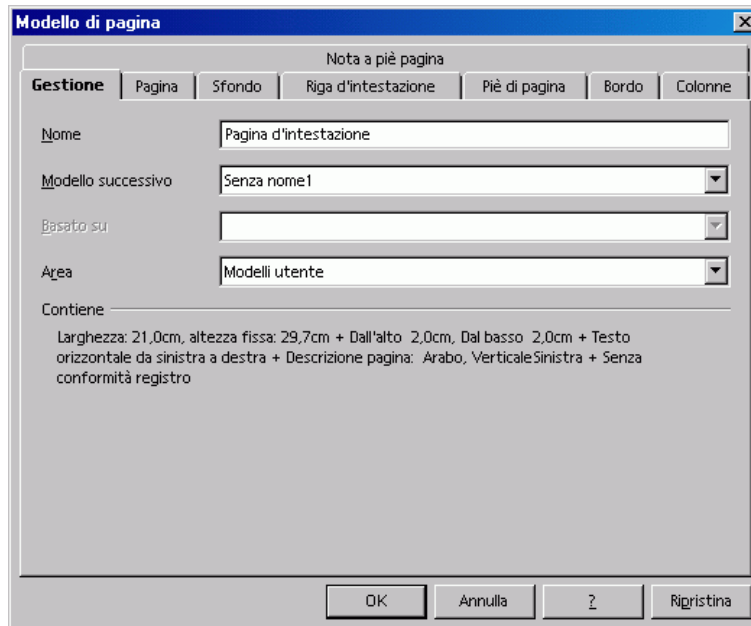 Modello di pagina
Nota a piè pagina
Gestione Pagina Sfondo Riga d'intestazione Piè di pagina Bordo Colonne
Nome Pagina d'intestazione
Modello successivo Senza nome1
Basato su
Area Modelli utente
Contiene
Larghezza: 21,0cm, altezza fissa: 29,7cm + Dall'alto 2,0cm, Dal basso 2,0cm + Testo
orizzontale da sinistra a destra + Descrizione pagina: Arabo, VerticaleSinistra + Senza
conformità registro
OK Annulla ? Ripristina